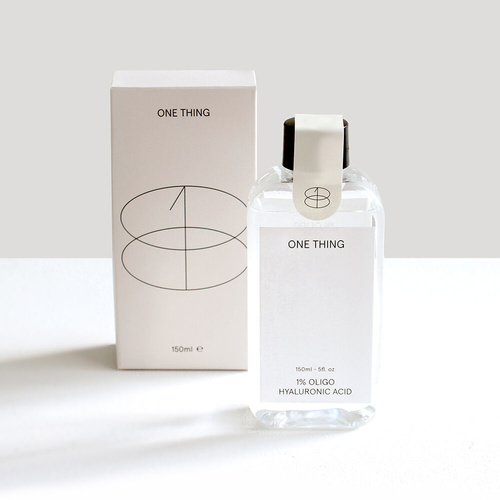 ONE THING
150ml ℮
ONE THING
150ml - 5fl. oz
1% OLIGO
HYALURONIC ACID